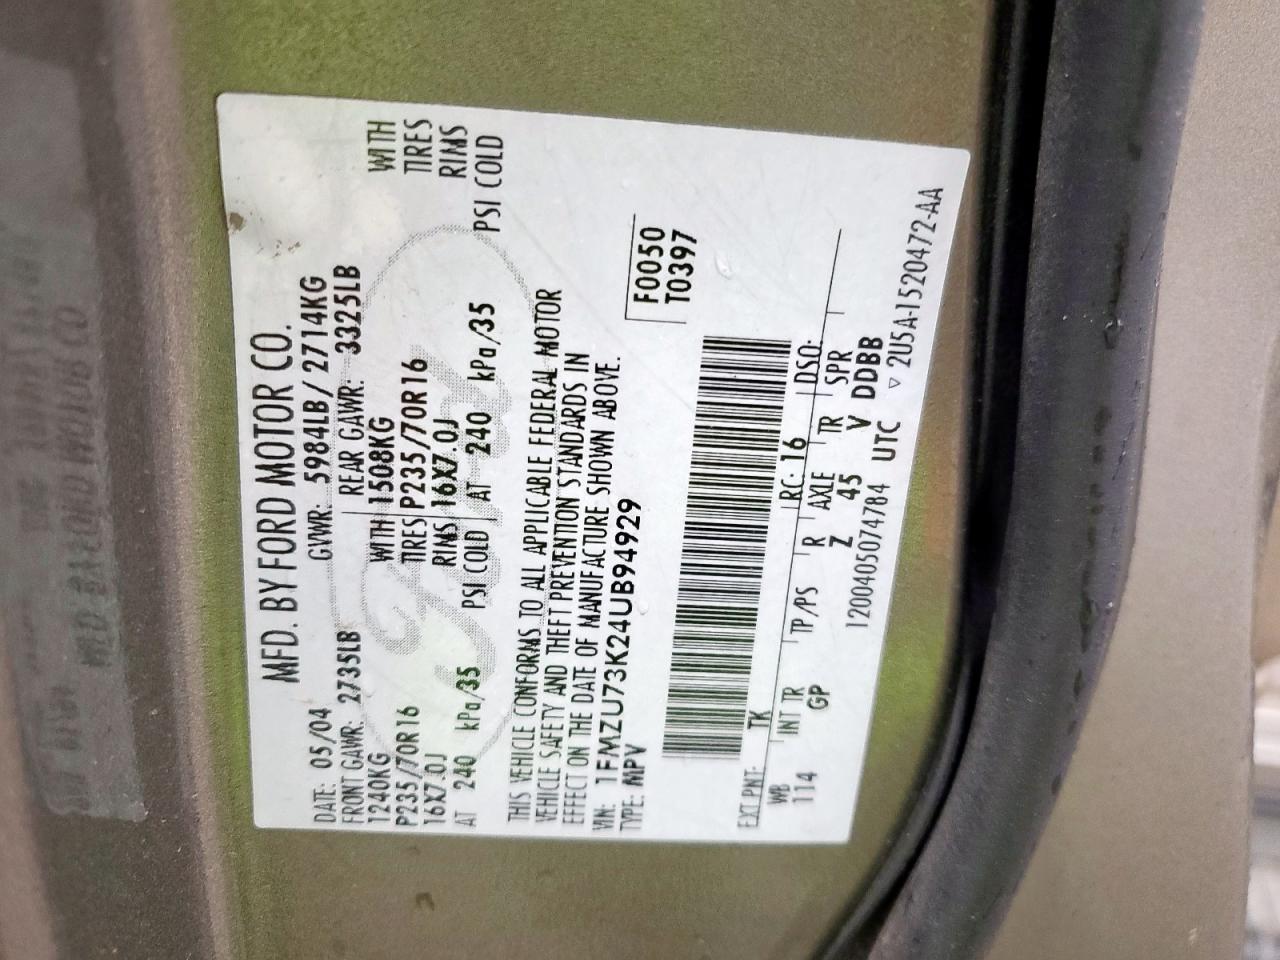 MFD. BY FORD MOTOR CO.
DATE: 05/04 GVWR: 5984LB/ 2714KG
FRONT GAWR: 2735LB REAR GAWR: 3325LB
1240KG WITH 1508KG WITH
P235/70R16 TIRES P235/70R16 TIRES
16X7.0J RIMS 16X7.0J RIMS
AT 240 kPa/35 PSI COLD AT 240 kPa/35 PSI COLD
THIS VEHICLE CONFORMS TO ALL APPLICABLE FEDERAL MOTOR
VEHICLE SAFETY AND THEFT PREVENTION STANDARDS IN
EFFECT ON THE DATE OF MANUFACTURE SHOWN ABOVE.
VIN: 1FMZU73K24UB94929
TYPE: MPV
F0050
T0397
EXT PNT: TK RC: 16 DSO:
WB INT TR TP/PS R AXLE TR SPR
114 GP Z 45 V DDBB
12004050747​84 UTC ▽ 2U5A-1520472-AA